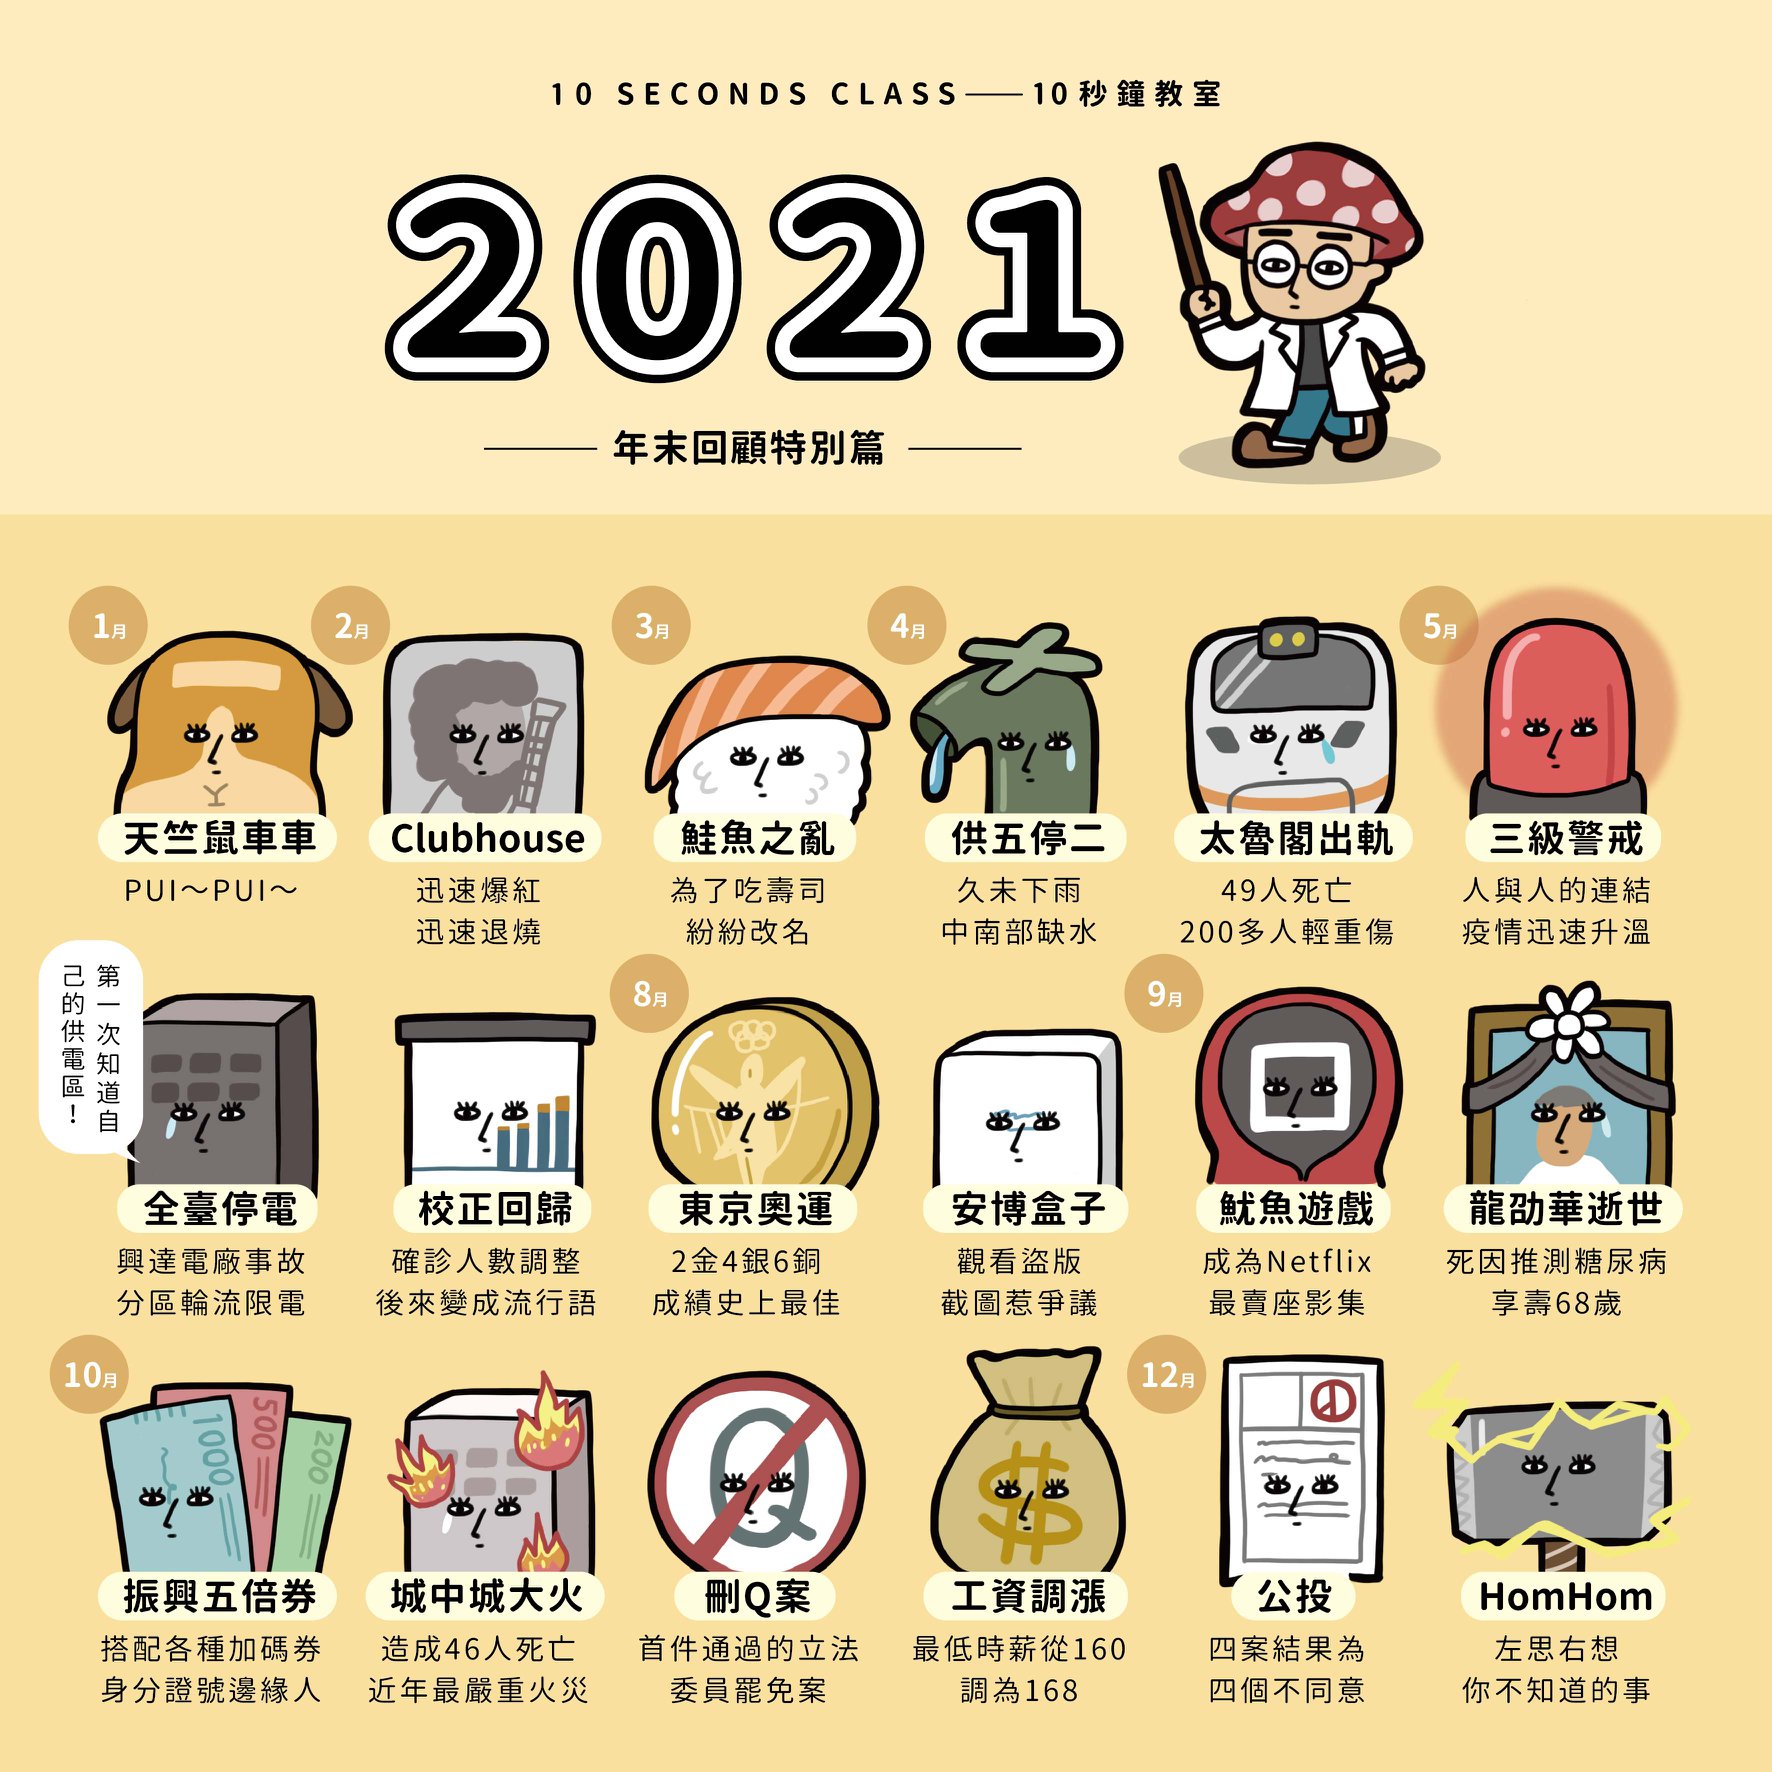 10 SECONDS CLASS——10秒鐘教室
2021
年末回顧特別篇
1月
天竺鼠車車
PUI～PUI～
2月
Clubhouse
迅速爆紅
迅速退燒
3月
鮭魚之亂
為了吃壽司
紛紛改名
4月
供五停二
久未下雨
中南部缺水
太魯閣出軌
49人死亡
200多人輕重傷
5月
三級警戒
人與人的連結
疫情迅速升溫
第一次知道自
己的供電區！
全臺停電
興達電廠事故
分區輪流限電
校正回歸
確診人數調整
後來變成流行語
8月
東京奧運
2金4銀6銅
成績史上最佳
安博盒子
觀看盜版
截圖惹爭議
9月
魷魚遊戲
成為Netflix
最賣座影集
龍劭華逝世
死因推測糖尿病
享壽68歲
10月
1000
500
200
振興五倍券
搭配各種加碼券
身分證號邊緣人
城中城大火
造成46人死亡
近年最嚴重火災
Q
刪Q案
首件通過的立法
委員罷免案
$
工資調漲
最低時薪從160
調為168
12月
公投
四案結果為
四個不同意
HomHom
左思右想
你不知道的事